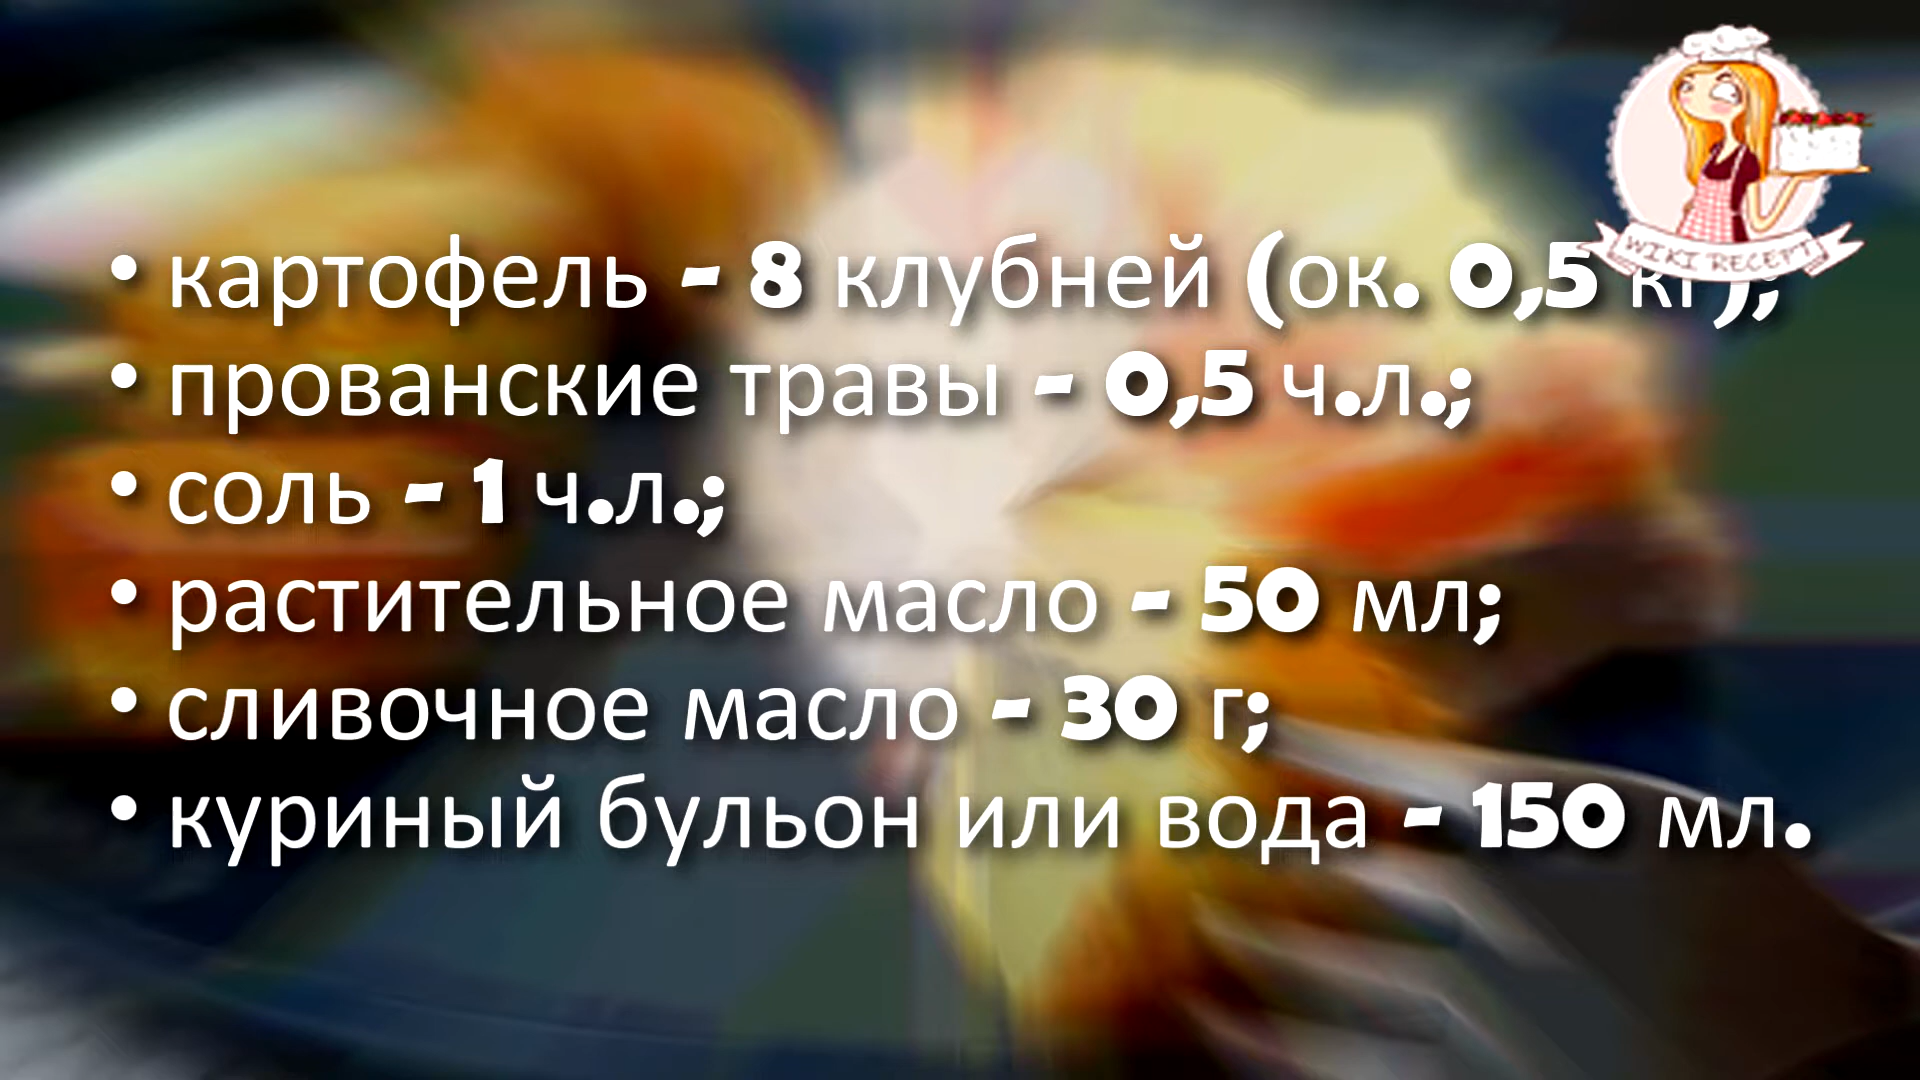 WIKI RECEPT
• картофель - 8 клубней (ок. 0,5 кг);
• прованские травы - 0,5 ч.л.;
• соль - 1 ч.л.;
• растительное масло - 50 мл;
• сливочное масло - 30 г;
• куриный бульон или вода - 150 мл.